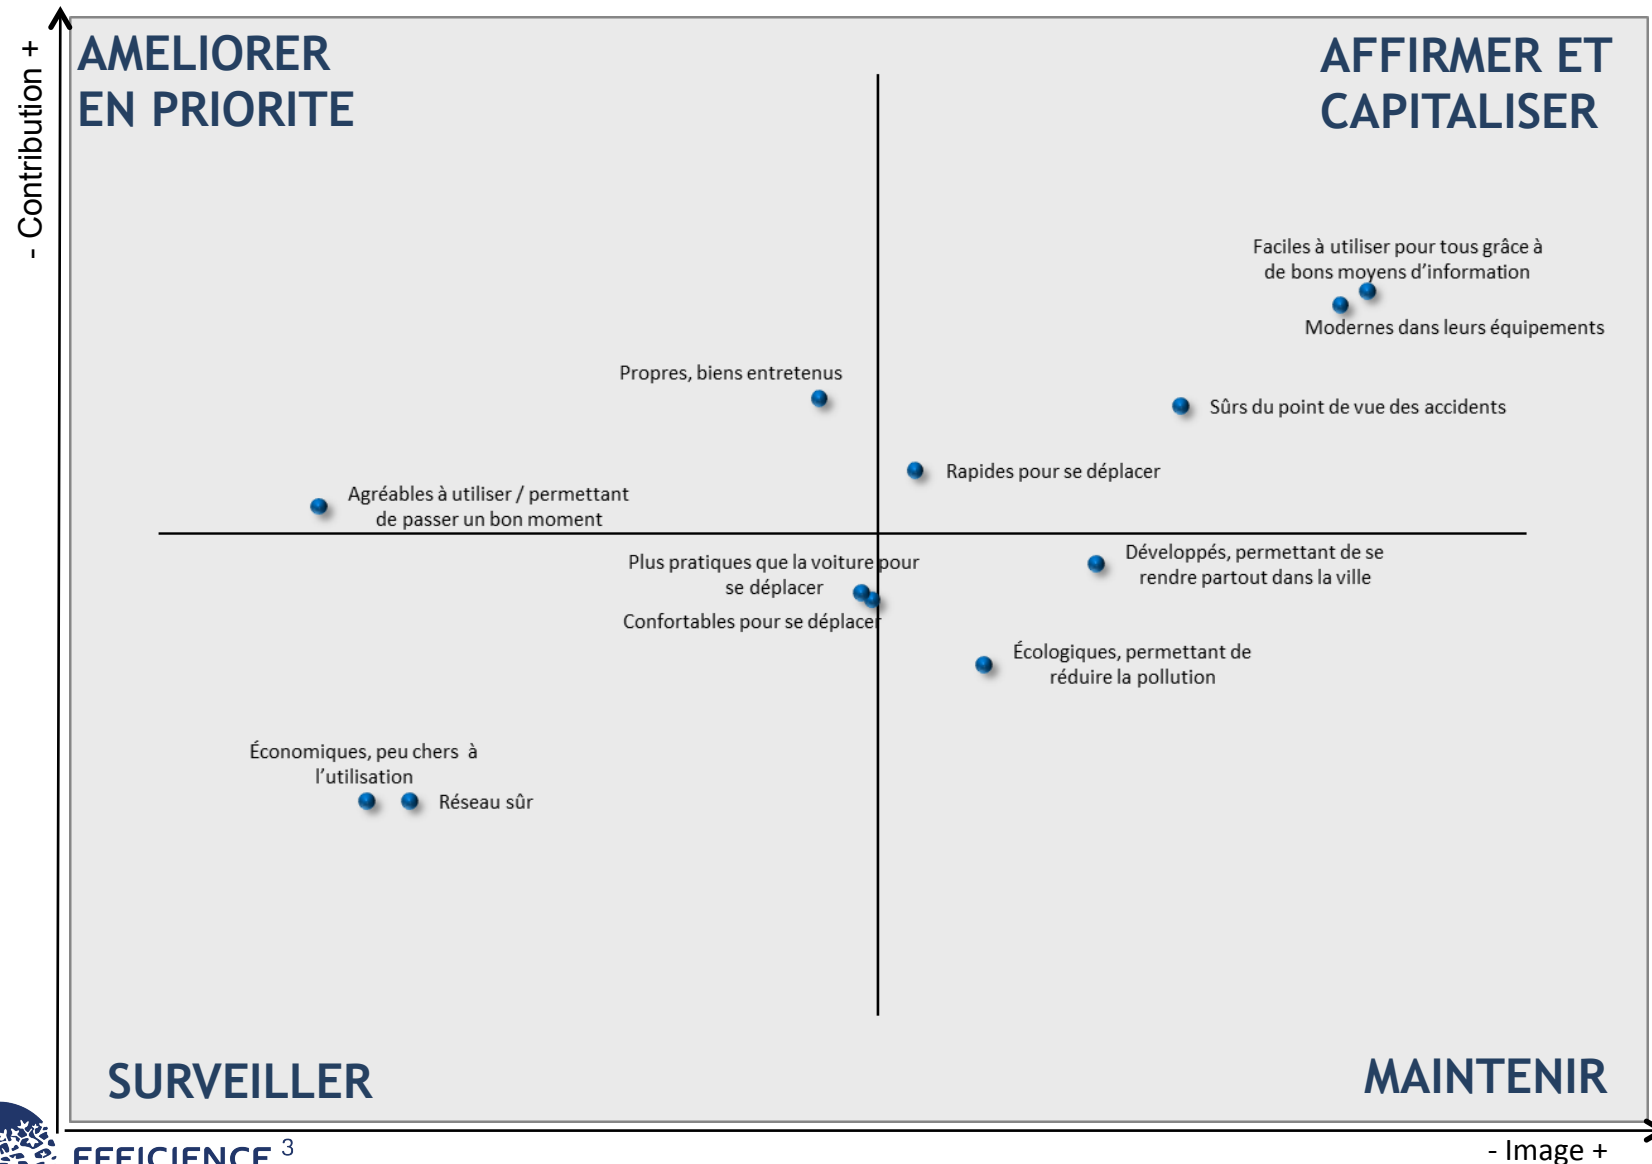 AMELIORER
EN PRIORITE
AFFIRMER ET
CAPITALISER
- Contribution +
Faciles à utiliser pour tous grâce à
de bons moyens d'information
Modernes dans leurs équipements
Propres, biens entretenus
Sûrs du point de vue des accidents
Rapides pour se déplacer
Agréables à utiliser / permettant
de passer un bon moment
Plus pratiques que la voiture pour
se déplacer
Confortables pour se déplacer
Développés, permettant de se
rendre partout dans la ville
Écologiques, permettant de
réduire la pollution
Économiques, peu chers à
l'utilisation
Réseau sûr
SURVEILLER
MAINTENIR
EFFICIENCE 3
- Image +